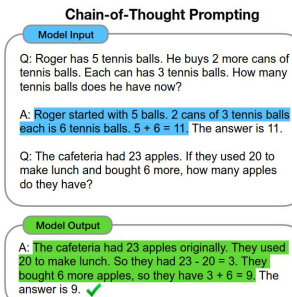 Chain-of-Thought Prompting
Model Input
Q: Roger has 5 tennis balls. He buys 2 more cans of
tennis balls. Each can has 3 tennis balls. How many
tennis balls does he have now?
A: Roger started with 5 balls. 2 cans of 3 tennis balls
each is 6 tennis balls. 5 + 6 = 11. The answer is 11.
Q: The cafeteria had 23 apples. If they used 20 to
make lunch and bought 6 more, how many apples
do they have?
Model Output
A: The cafeteria had 23 apples originally. They used
20 to make lunch. So they had 23 - 20 = 3. They
bought 6 more apples, so they have 3 + 6 = 9. The
answer is 9.